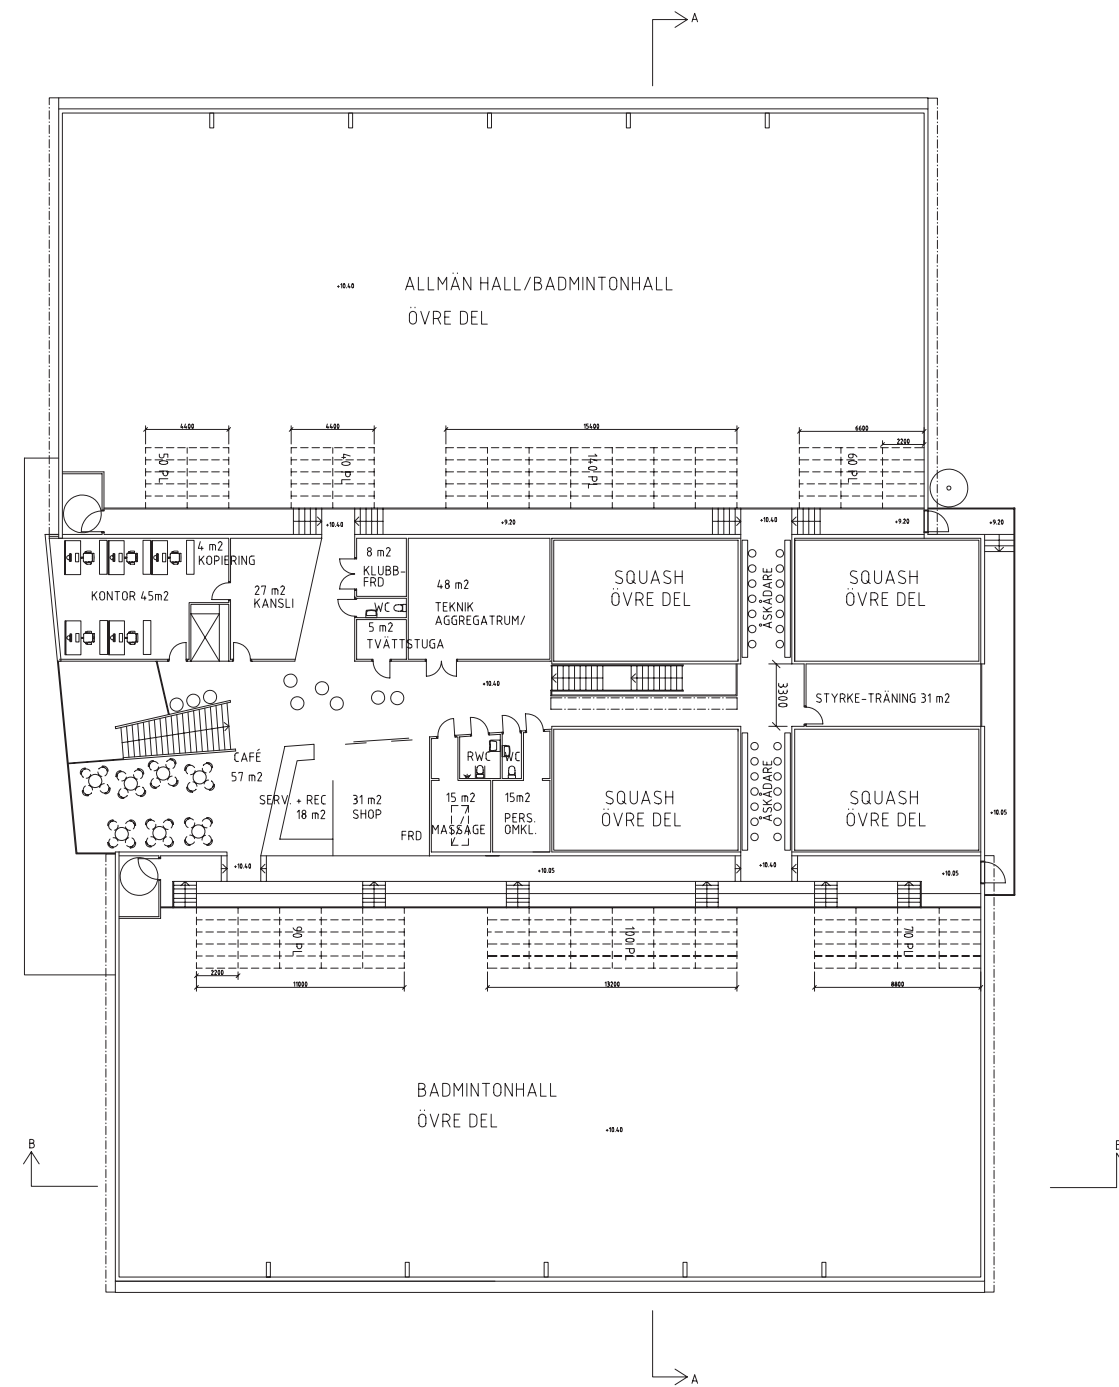 A
+10.40
ALLMÄN HALL/BADMINTONHALL
ÖVRE DEL
4400
4400
15400
6600
2200
50 PL
40 PL
140 PL
60 PL
+10.40
+9.20
+10.40
+9.20
+9.20
4 m2
KOPIERING
KONTOR 45m2
27 m2
KANSLI
8 m2
KLUBB-
FRD
WC
5 m2
TVÄTTSTUGA
48 m2
TEKNIK
AGGREGATRUM/
SQUASH
ÖVRE DEL
ÅSKÅDARE
SQUASH
ÖVRE DEL
+10.40
3300
STYRKE-TRÄNING 31 m2
CAFÉ
57 m2
SERV. + REC
18 m2
31 m2
SHOP
FRD
RWC
WC
15 m2
MASSAGE
15m2
PERS.
OMKL.
SQUASH
ÖVRE DEL
ÅSKÅDARE
SQUASH
ÖVRE DEL
+10.05
+10.40
+10.05
+10.40
+10.05
90 PL
100 PL
70 PL
2200
11000
13200
8800
BADMINTONHALL
ÖVRE DEL
+10.40
B
B
A